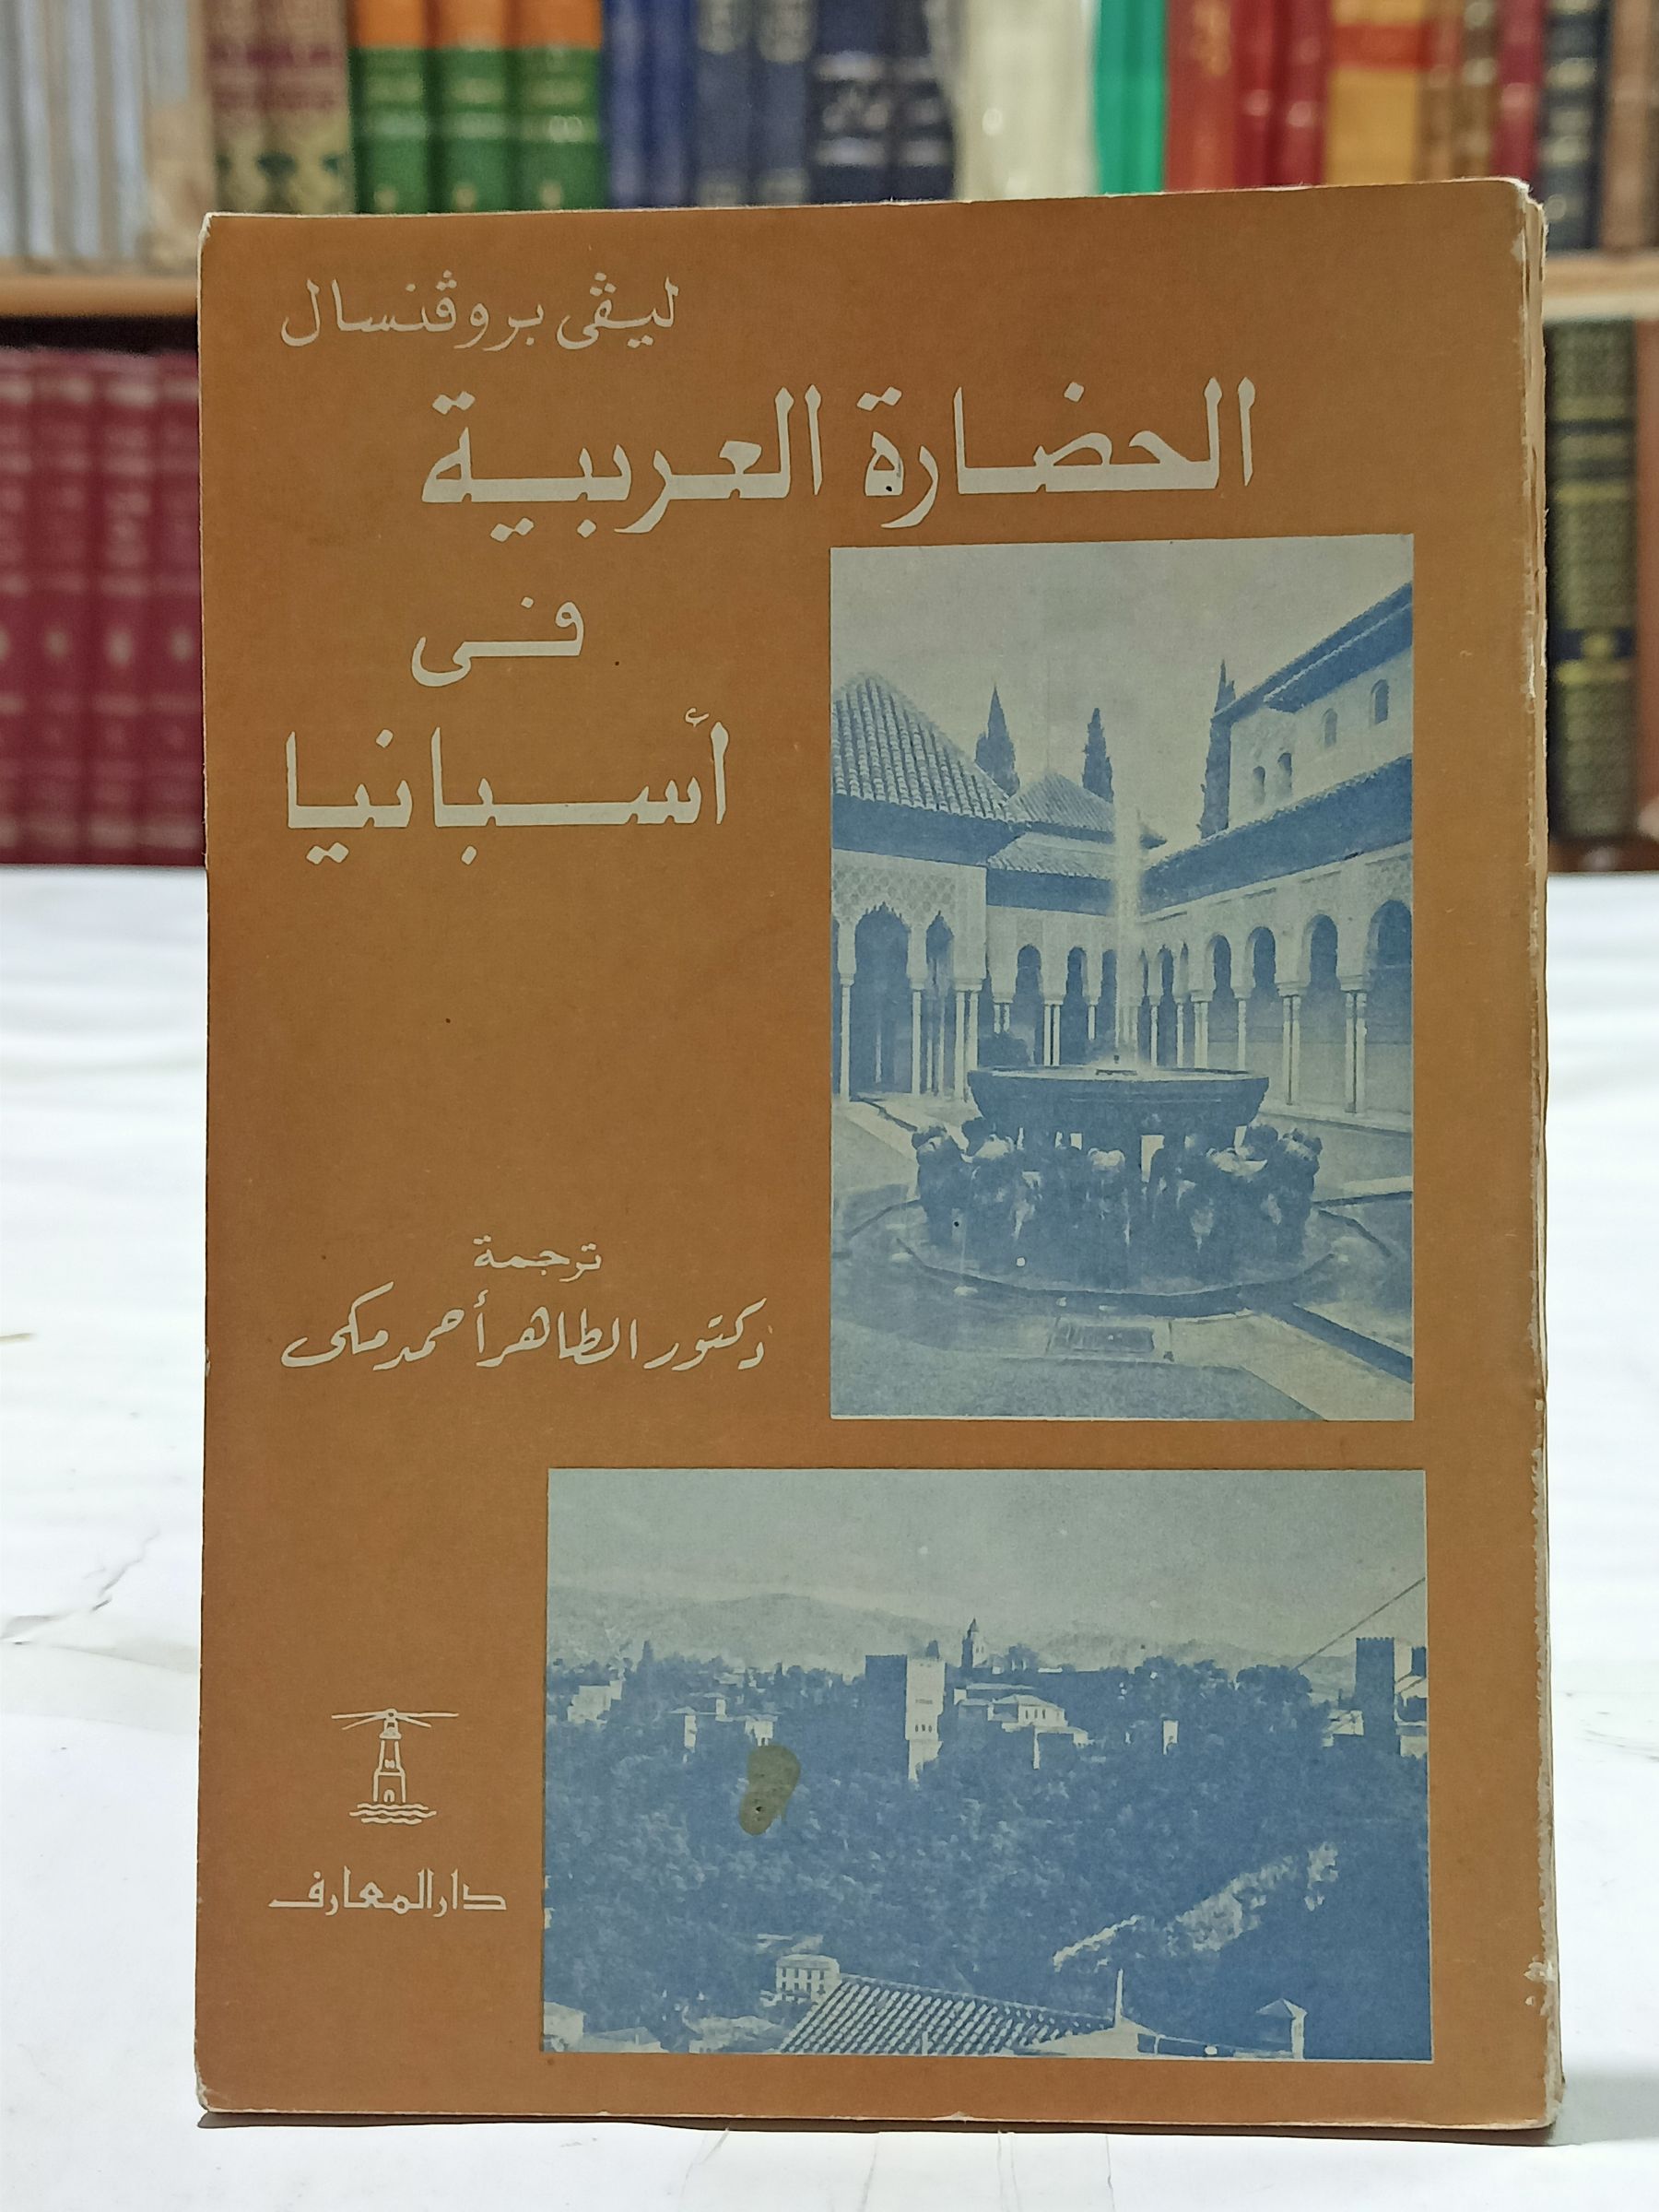 ليڤى بروڤنسال
الحضارة العربية
فى
أسبانيا
ترجمة
دكتور الطاهر أحمد مكى
دار المعارف